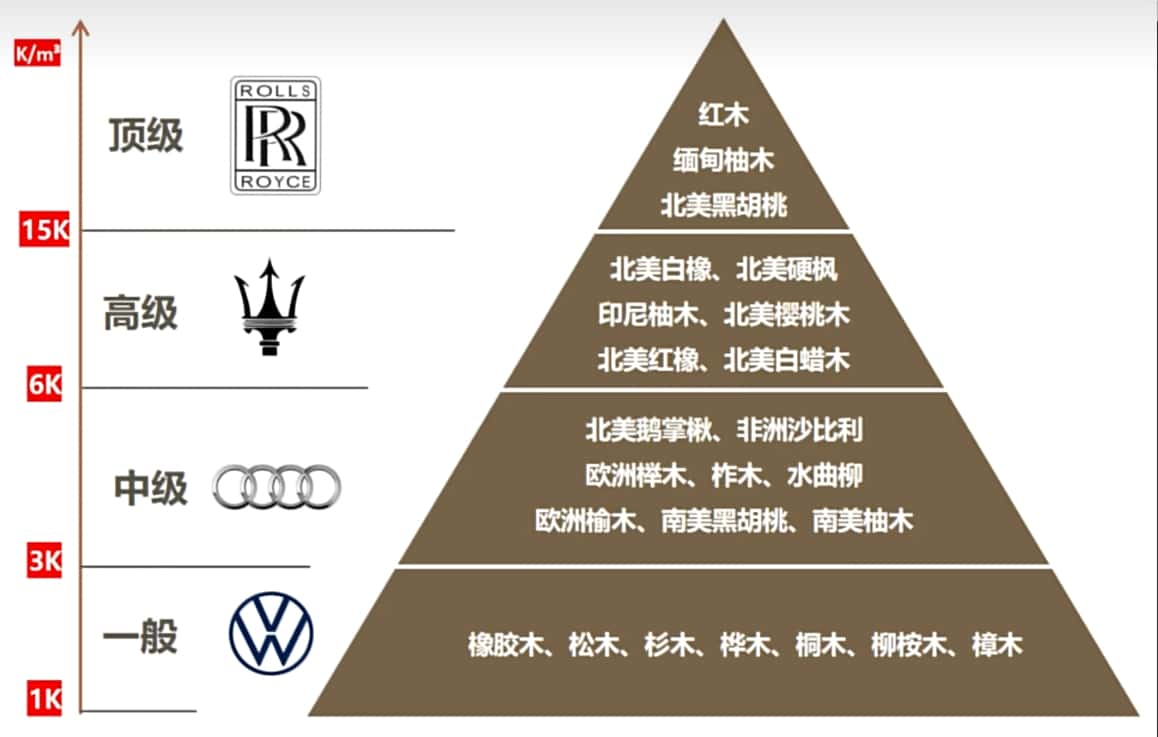 K/m³
顶级
ROLLS
RR
ROYCE
红木
缅甸柚木
北美黑胡桃
15K
高级
北美白橡、北美硬枫
印尼柚木、北美樱桃木
北美红橡、北美白蜡木
6K
中级
北美鹅掌楸、非洲沙比利
欧洲榉木、柞木、水曲柳
欧洲榆木、南美黑胡桃、南美柚木
3K
一般
橡胶木、松木、杉木、桦木、桐木、柳桉木、樟木
1K